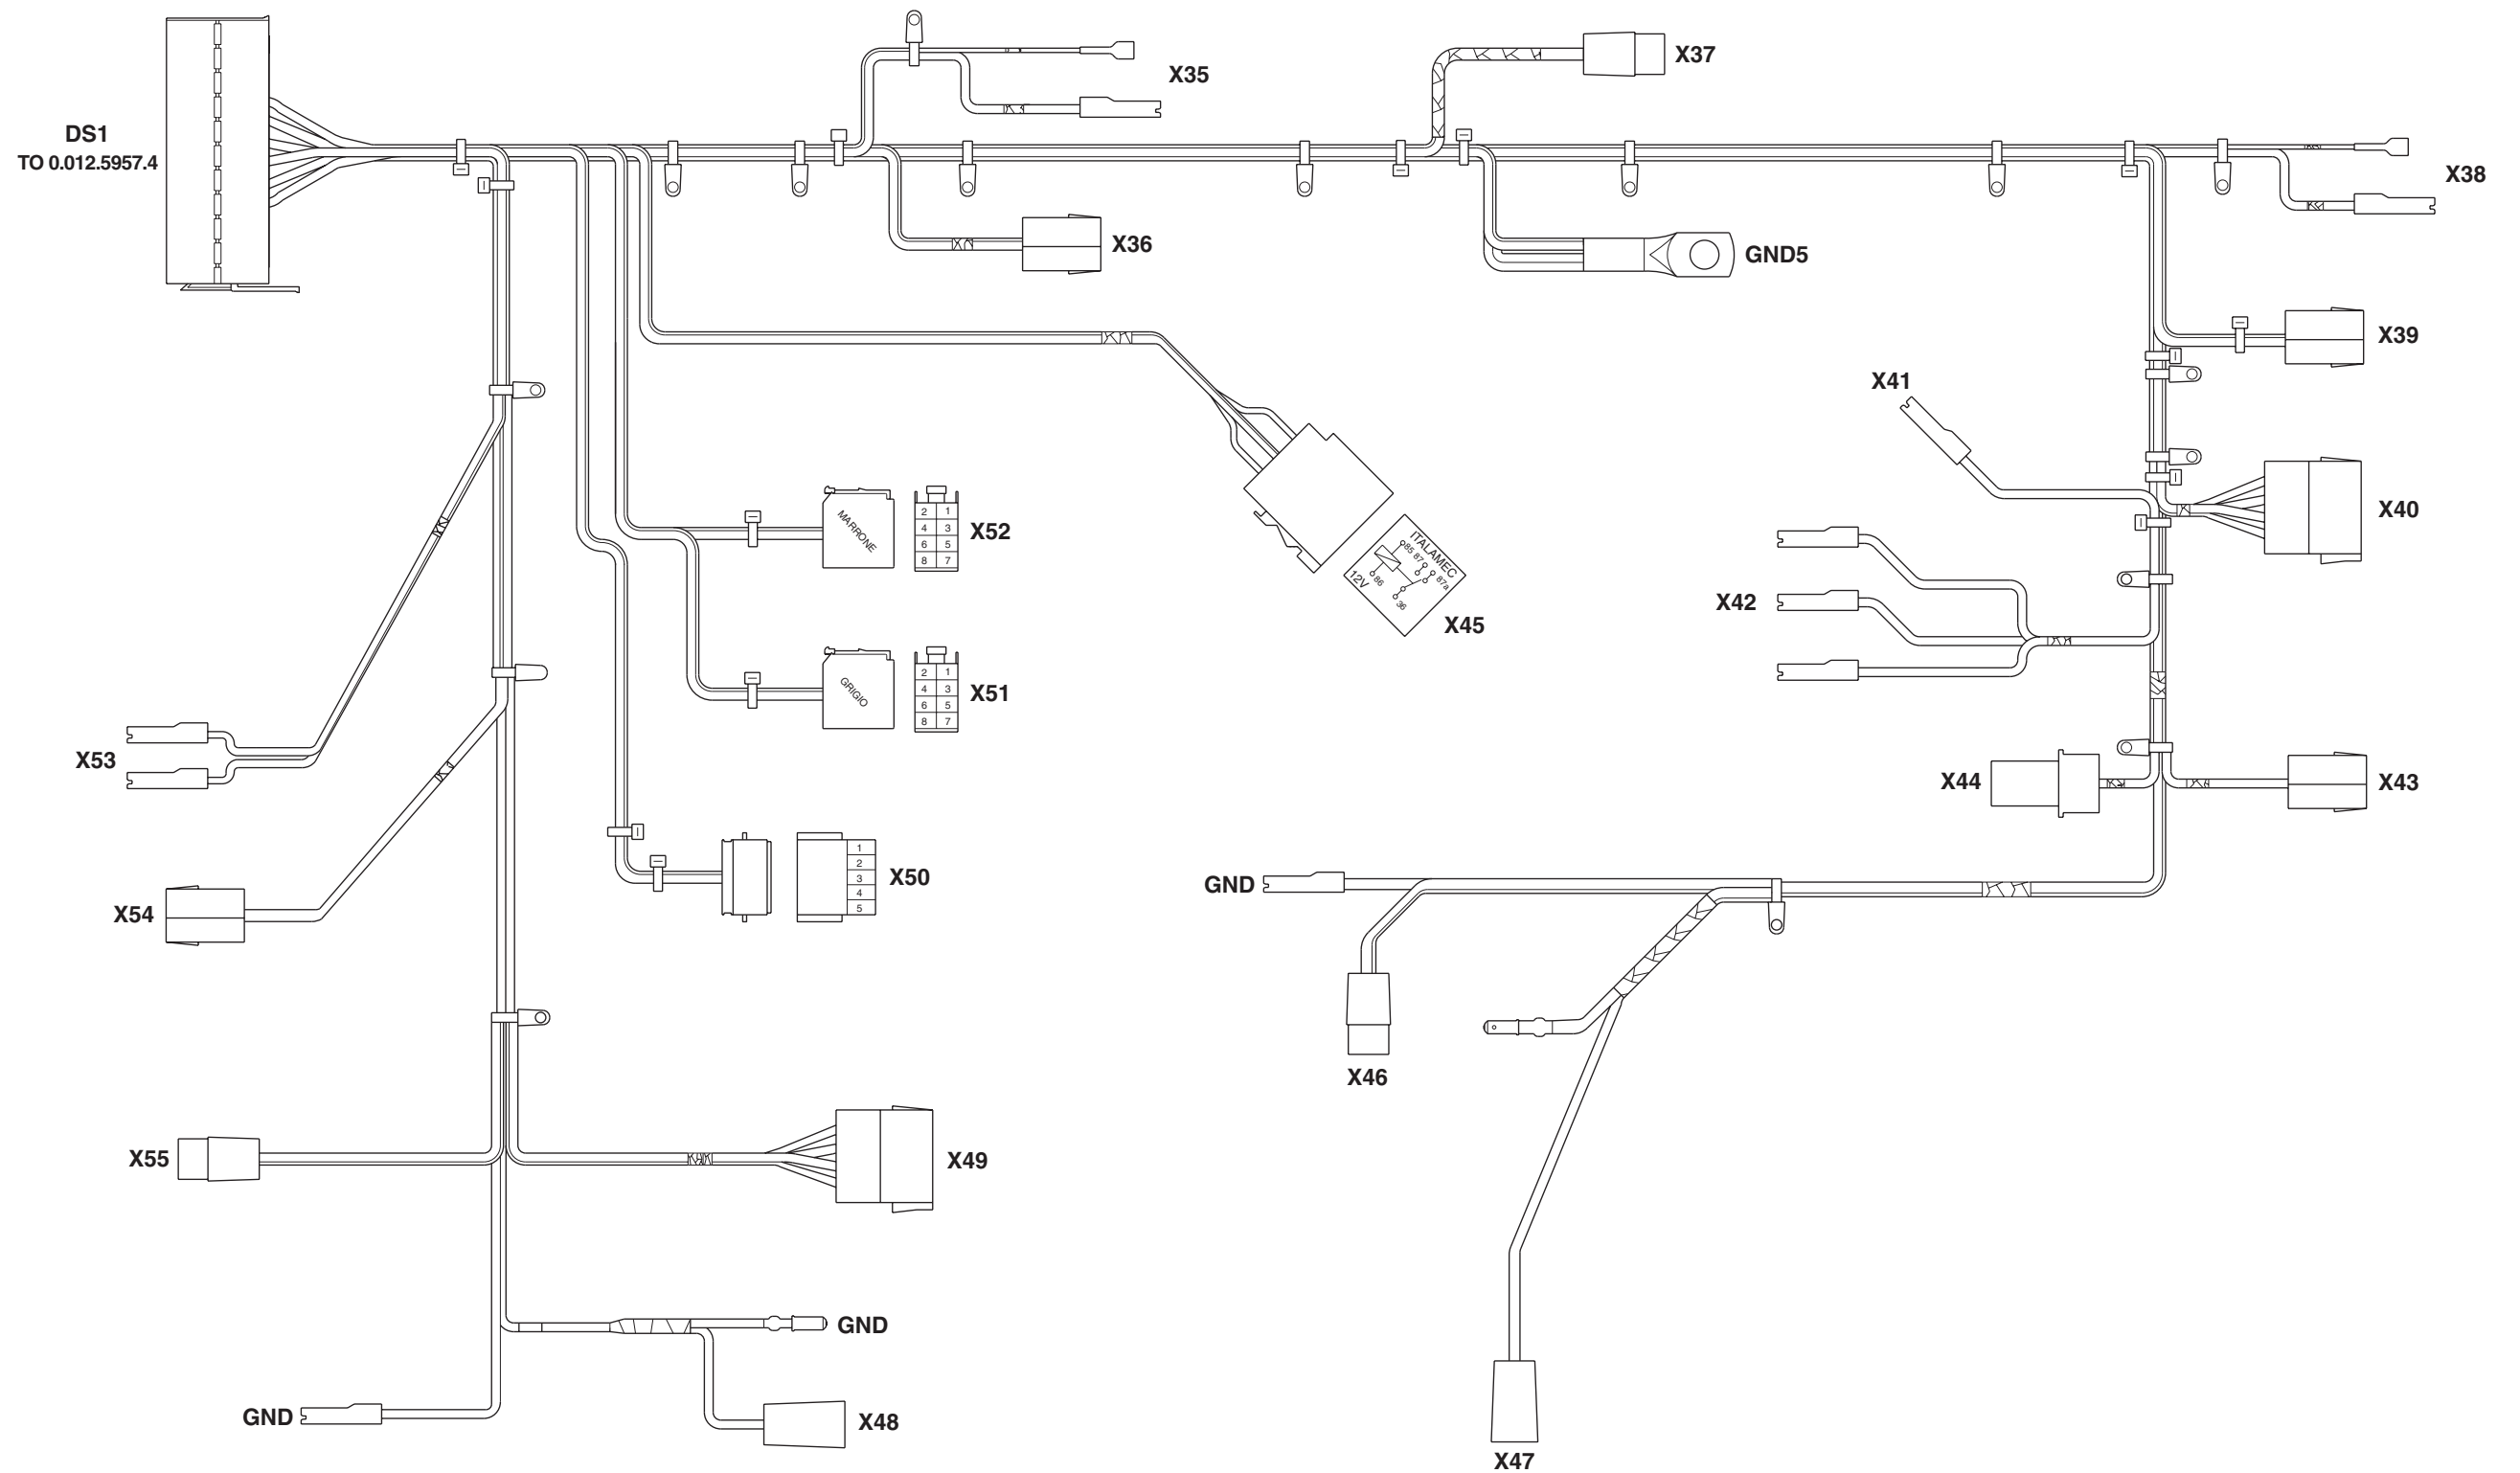 DS1
TO 0.012.5957.4
X35
X37
X38
X36
GND5
X39
X41
X40
MARRONE
2 1
4 3
6 5
8 7
X52
ITALAMEC
85
87
87a
86
12V
36
X45
X42
GRIGIO
2 1
4 3
6 5
8 7
X51
X53
X44
X43
1
2
3
4
5
X50
GND
X54
X46
X55
X49
GND
GND
X48
X47